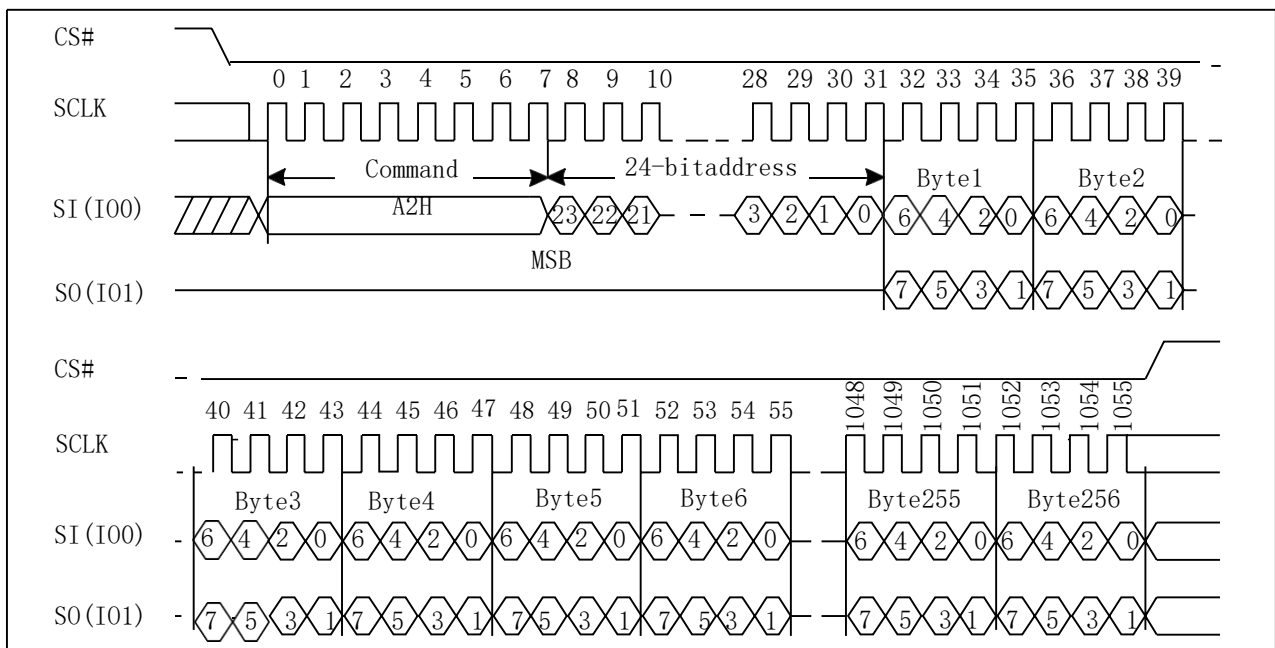 CS#
0 1 2 3 4 5 6 7 8 9 10 28 29 30 31 32 33 34 35 36 37 38 39
SCLK
Command 24-bitaddress Byte1 Byte2
SI(IO0) A2H 23 22 21 3 2 1 0 6 4 2 0 6 4 2 0
MSB
SO(IO1) 7 5 3 1 7 5 3 1
CS#
40 41 42 43 44 45 46 47 48 49 50 51 52 53 54 55 1048 1049 1050 1051 1052 1053 1054 1055
SCLK
Byte3 Byte4 Byte5 Byte6 Byte255 Byte256
SI(IO0) 6 4 2 0 6 4 2 0 6 4 2 0 6 4 2 0 6 4 2 0 6 4 2 0
SO(IO1) 7 5 3 1 7 5 3 1 7 5 3 1 7 5 3 1 7 5 3 1 7 5 3 1